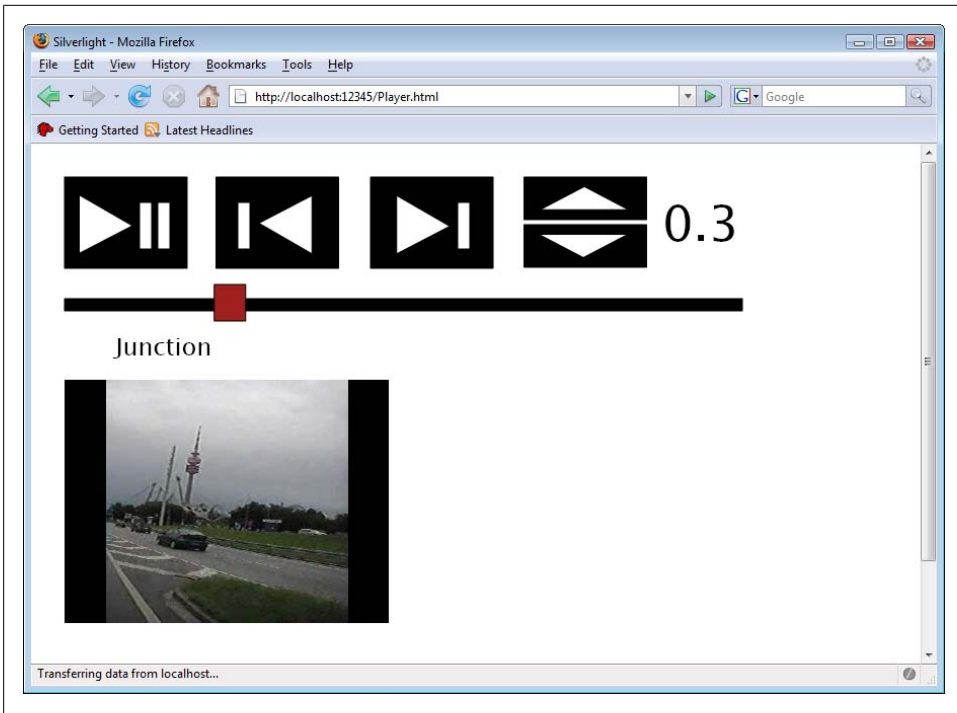 Silverlight - Mozilla Firefox
File Edit View History Bookmarks Tools Help
http://localhost:12345/Player.html
G Google
Getting Started Latest Headlines
0.3
Junction
Transferring data from localhost...